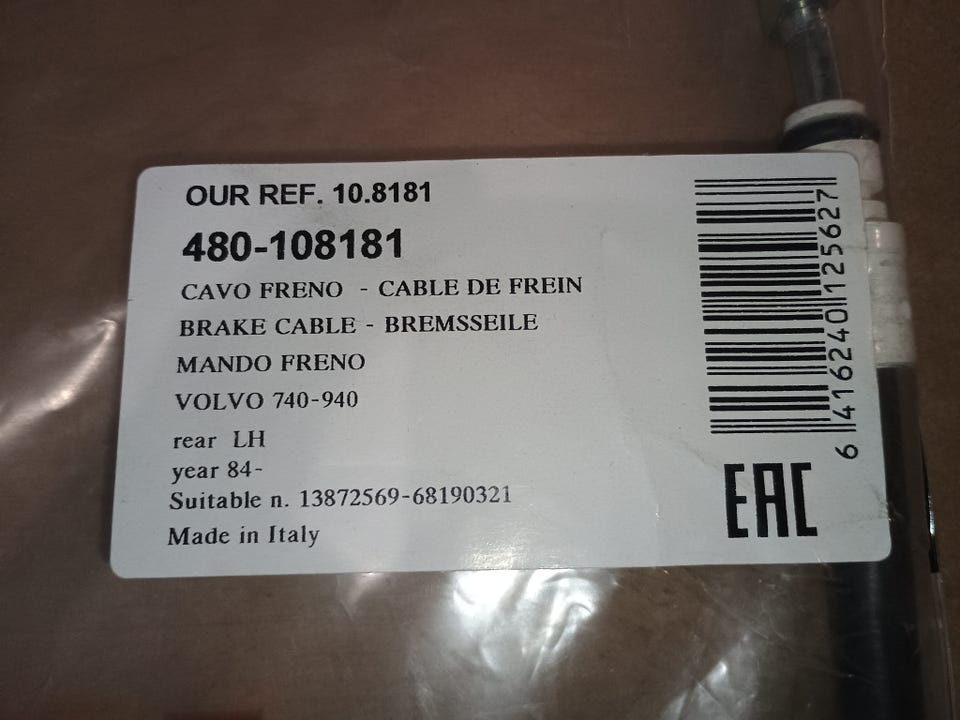 OUR REF. 10.8181
480-108181
CAVO FRENO - CABLE DE FREIN
BRAKE CABLE - BREMSSEILE
MANDO FRENO
VOLVO 740-940
rear LH
year 84-
Suitable n. 13872569-68190321
Made in Italy
6 416240 125627
EAC